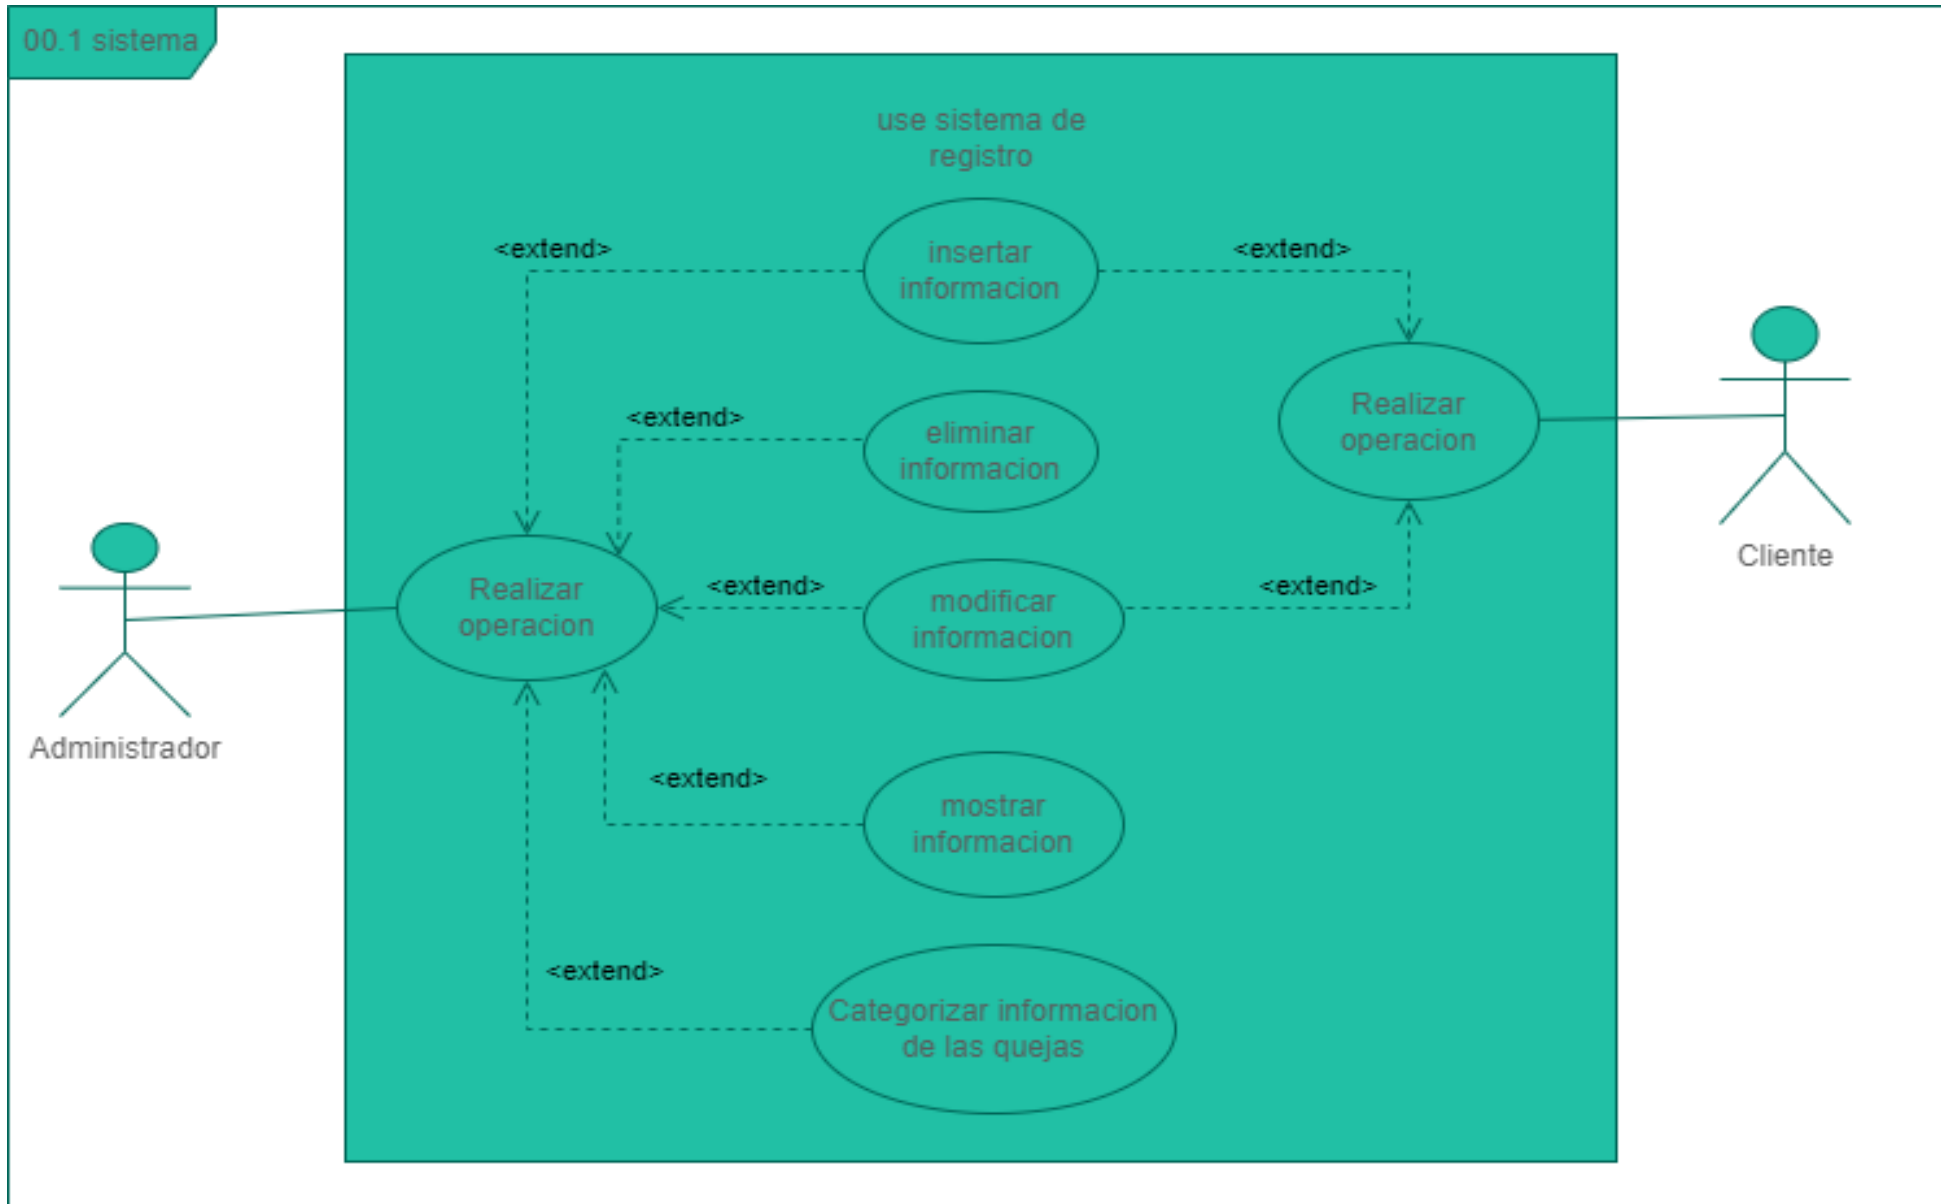 00.1 sistema
use sistema de
registro
<extend>
insertar
informacion
<extend>
<extend>
eliminar
informacion
Realizar
operacion
Cliente
Realizar
operacion
<extend>
modificar
informacion
<extend>
Administrador
<extend>
mostrar
informacion
<extend>
Categorizar informacion
de las quejas